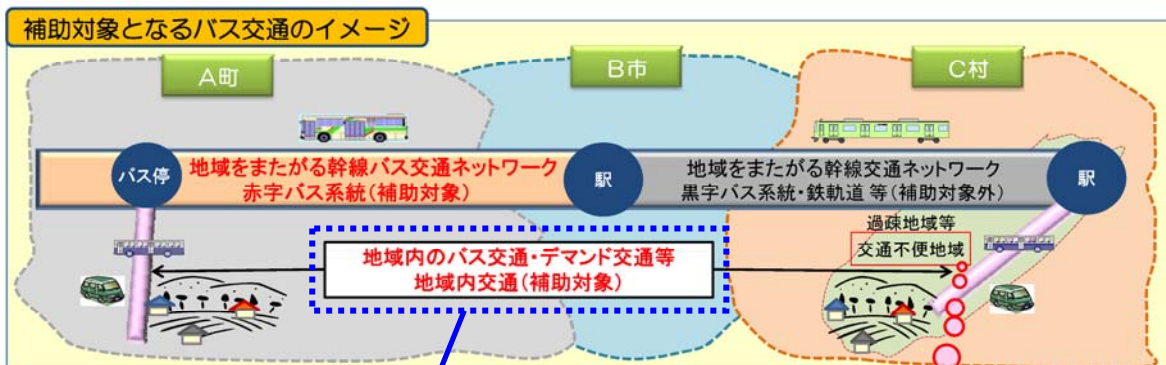 補助対象となるバス交通のイメージ
A町
B市
C村
バス停
地域をまたがる幹線バス交通ネットワーク
赤字バス系統(補助対象)
駅
地域をまたがる幹線交通ネットワーク
黒字バス系統・鉄軌道 等(補助対象外)
駅
過疎地域等
交通不便地域
地域内のバス交通・デマンド交通等
地域内交通(補助対象)